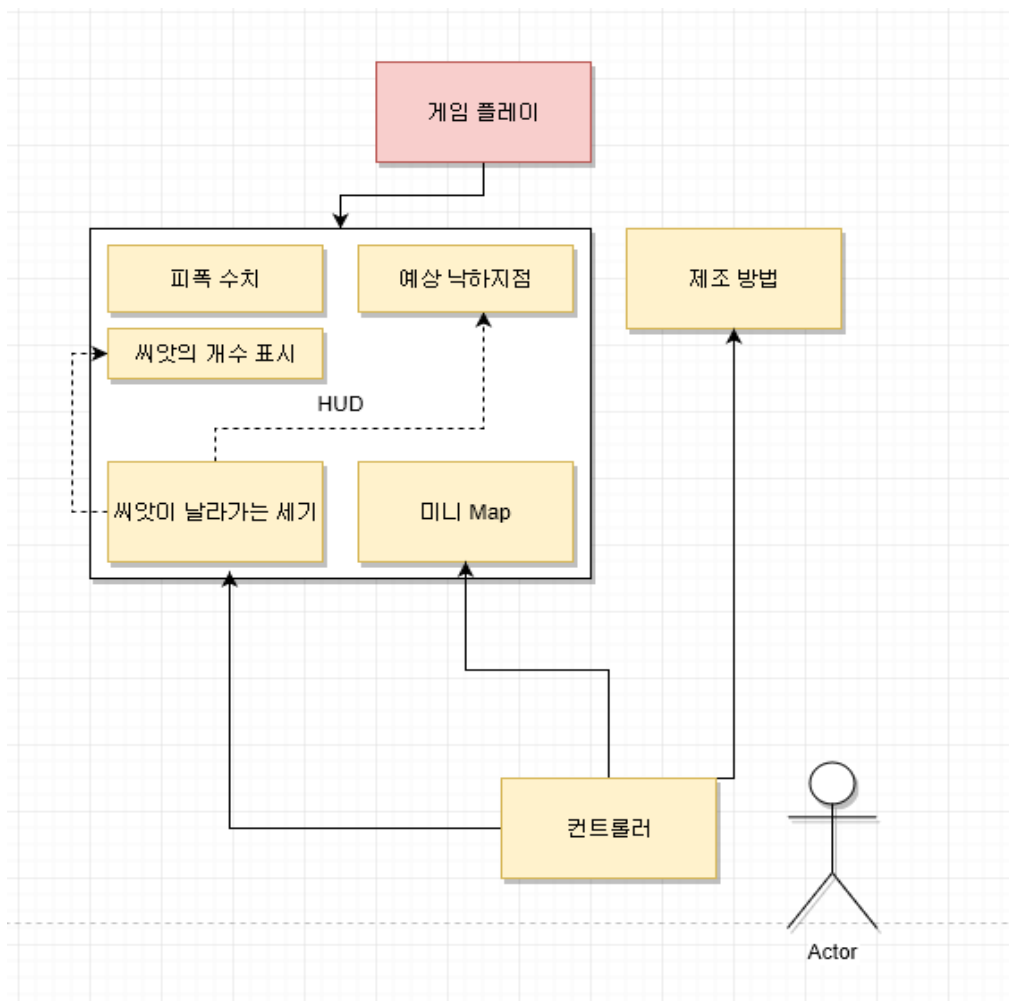 게임 플레이
피폭 수치
예상 낙하지점
제조 방법
씨앗의 개수 표시
HUD
씨앗이 날라가는 세기
미니 Map
컨트롤러
Actor